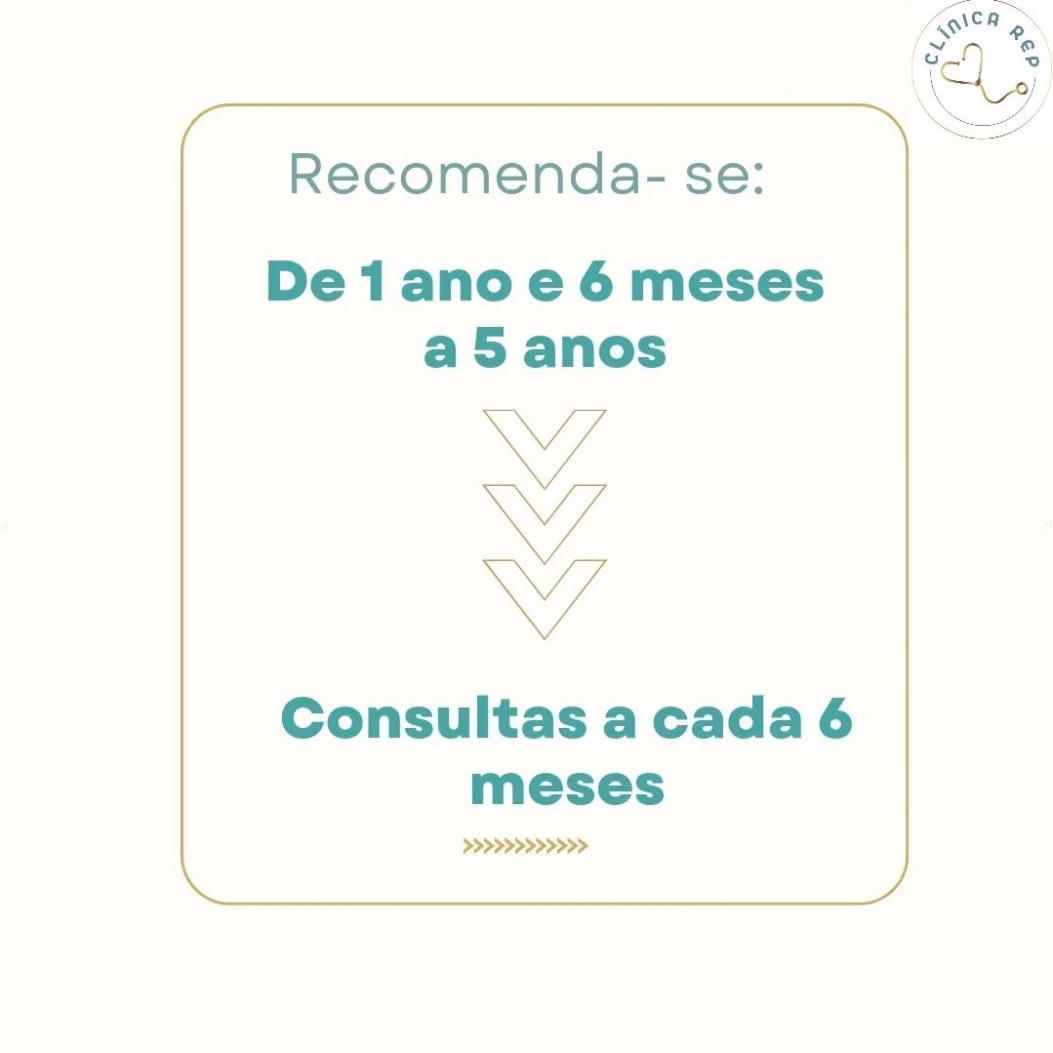 CLÍNICA REP
Recomenda- se:
De 1 ano e 6 meses
a 5 anos
Consultas a cada 6
meses